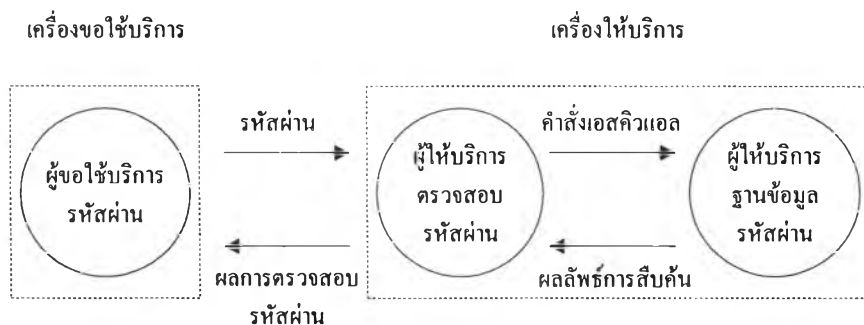 เครื่องขอใช้บริการ
เครื่องให้บริการ
ผู้ขอใช้บริการ
รหัสผ่าน
รหัสผ่าน
ผลการตรวจสอบ
รหัสผ่าน
ผู้ให้บริการ
ตรวจสอบ
รหัสผ่าน
คำสั่งเอสคิวแอล
ผลลัพธ์การสืบค้น
ผู้ให้บริการ
ฐานข้อมูล
รหัสผ่าน